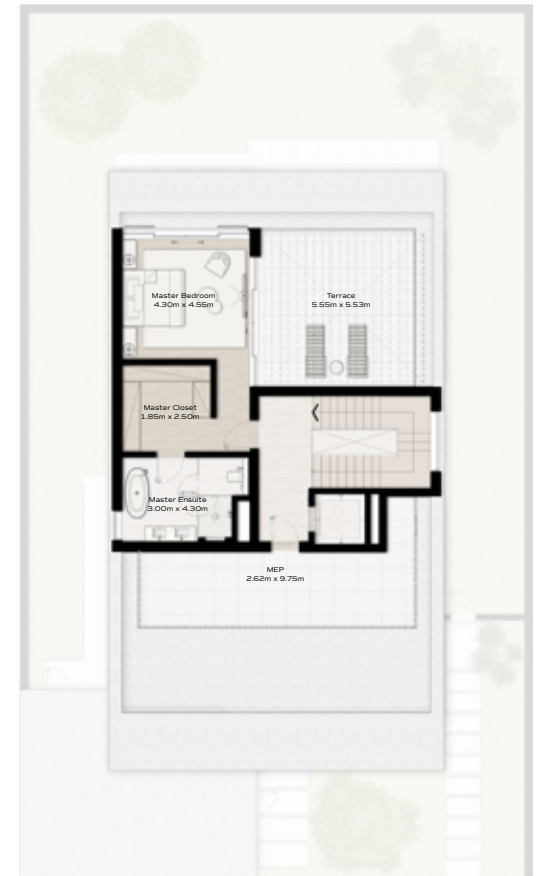 Master Bedroom
4.30m x 4.55m
Terrace
5.55m x 5.53m
Master Closet
1.85m x 2.50m
Master Ensuite
3.00m x 4.30m
MEP
2.62m x 9.75m